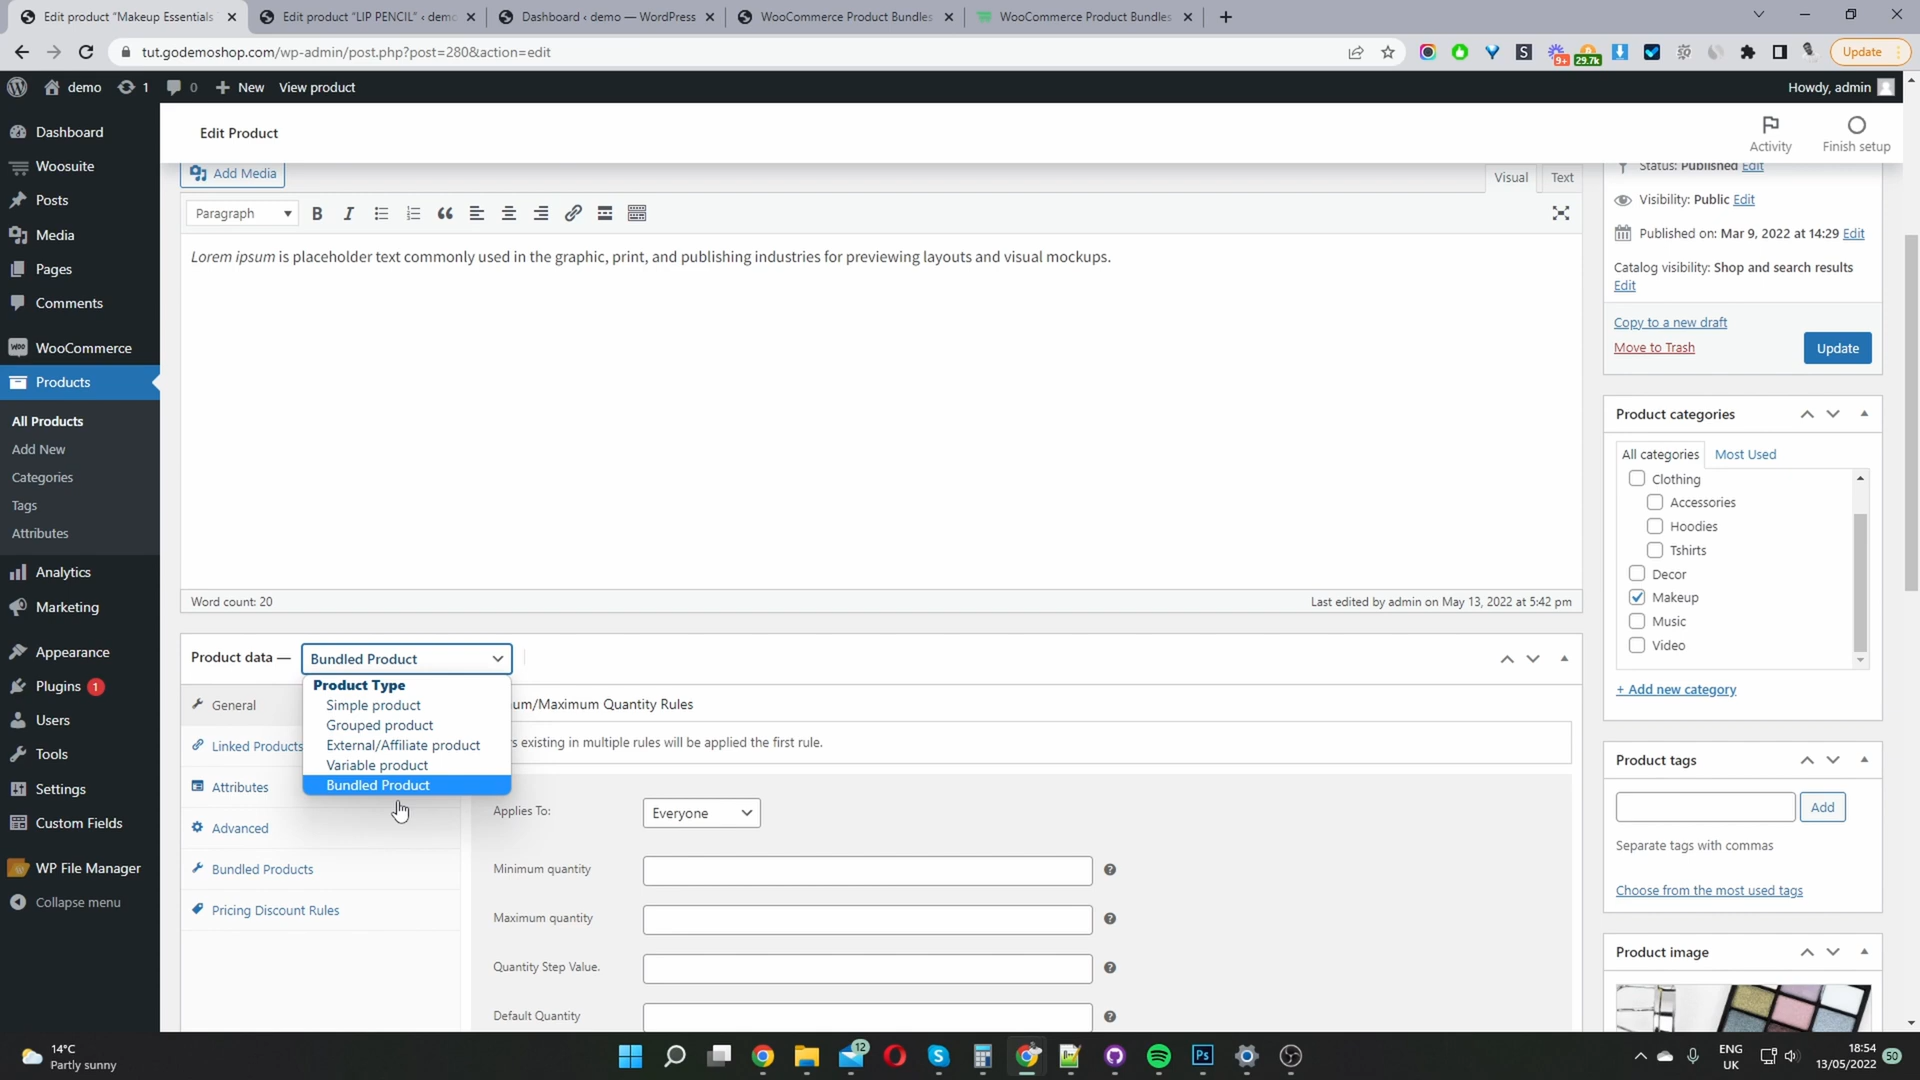 Edit product “Makeup Essentials
Edit product “LIP PENCIL” ‹ demo
Dashboard ‹ demo — WordPress
WooCommerce Product Bundles
WooCommerce Product Bundles
tut.godemoshop.com/wp-admin/post.php?post=280&action=edit
9+
29.7k
Update
demo
1
0
New
View product
Howdy, admin
Dashboard
Woosuite
Posts
Media
Pages
Comments
WooCommerce
Products
All Products
Add New
Categories
Tags
Attributes
Analytics
Marketing
Appearance
Plugins 1
Users
Tools
Settings
Custom Fields
WP File Manager
Collapse menu
Edit Product
Activity
Finish setup
Add Media
Visual
Text
Paragraph
Lorem ipsum is placeholder text commonly used in the graphic, print, and publishing industries for previewing layouts and visual mockups.
Word count: 20
Last edited by admin on May 13, 2022 at 5:42 pm
Product data —
Bundled Product
Product Type
Simple product
Grouped product
External/Affiliate product
Variable product
Bundled Product
General
Linked Products
Attributes
Advanced
Bundled Products
Pricing Discount Rules
um/Maximum Quantity Rules
s existing in multiple rules will be applied the first rule.
Applies To:
Everyone
Minimum quantity
Maximum quantity
Quantity Step Value.
Default Quantity
Status: Published Edit
Visibility: Public Edit
Published on: Mar 9, 2022 at 14:29 Edit
Catalog visibility: Shop and search results
Edit
Copy to a new draft
Move to Trash
Update
Product categories
All categories
Most Used
Clothing
Accessories
Hoodies
Tshirts
Decor
Makeup
Music
Video
+ Add new category
Product tags
Add
Separate tags with commas
Choose from the most used tags
Product image
14°C
Partly sunny
12
Ps
ENG
UK
18:54
13/05/2022
50